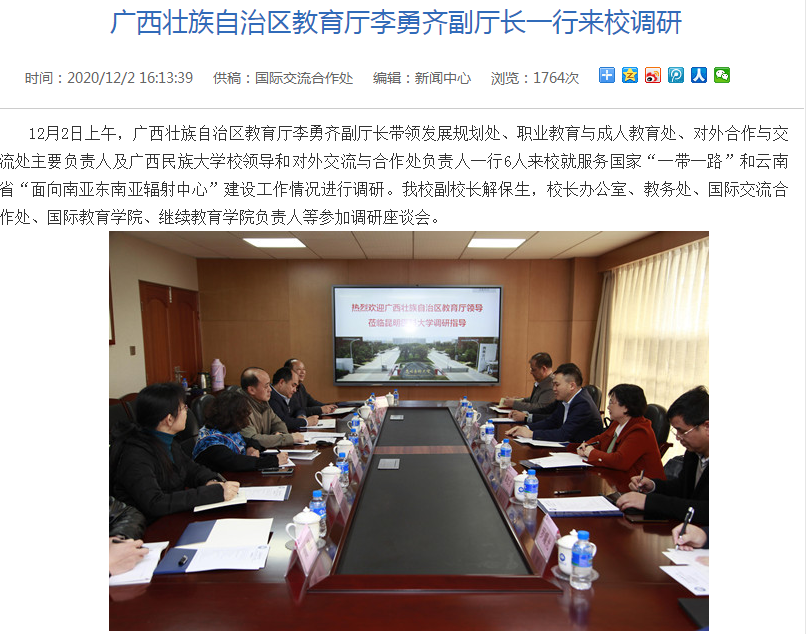 广西壮族自治区教育厅李勇齐副厅长一行来校调研
时间：2020/12/2 16:13:39 供稿：国际交流合作处 编辑：新闻中心 浏览：1764次
12月2日上午，广西壮族自治区教育厅李勇齐副厅长带领发展规划处、职业教育与成人教育处、对外合作与交
流处主要负责人及广西民族大学校领导和对外交流与合作处负责人一行6人来校就服务国家“一带一路”和云南
省“面向南亚东南亚辐射中心”建设工作情况进行调研。我校副校长解保生，校长办公室、教务处、国际交流合
作处、国际教育学院、继续教育学院负责人等参加调研座谈会。
热烈欢迎广西壮族自治区教育厅领导
莅临昆明 大学调研指导